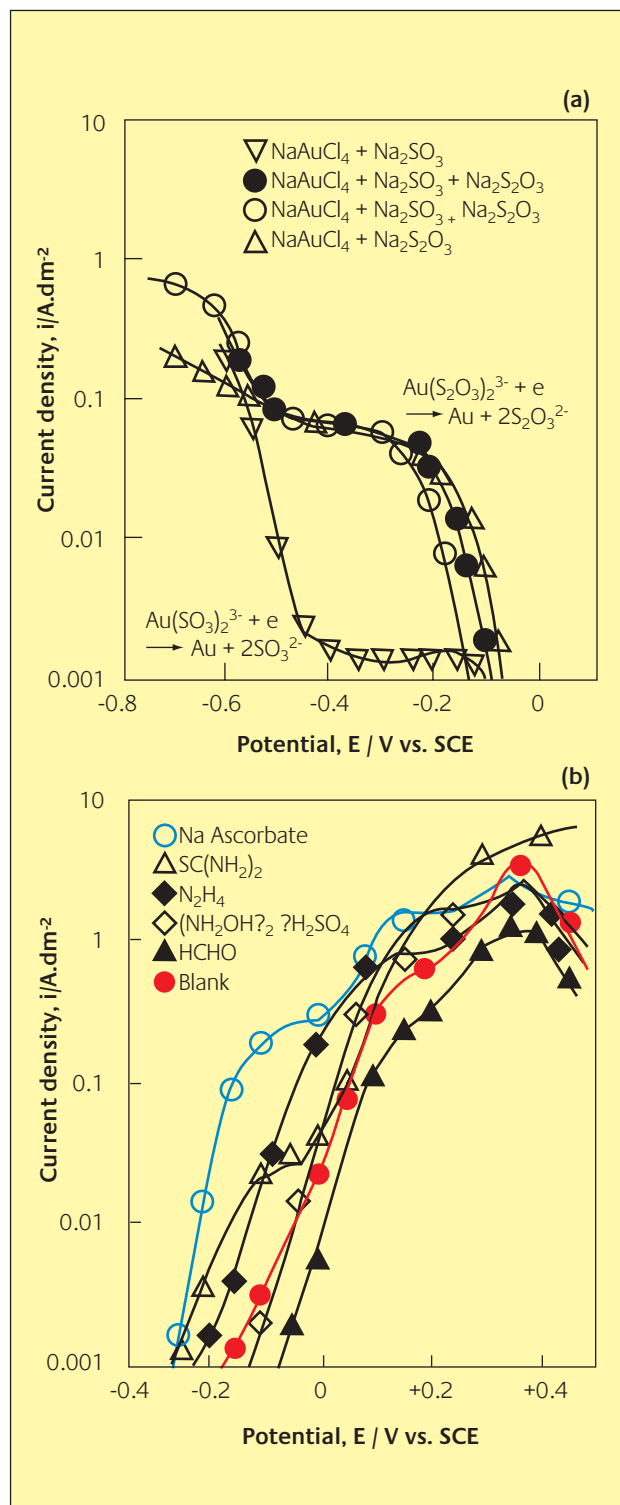 (a)
10
1
0.1
0.01
0.001
Current density, i/A.dm⁻²
NaAuCl₄ + Na₂SO₃
NaAuCl₄ + Na₂SO₃ + Na₂S₂O₃
NaAuCl₄ + Na₂SO₃ ₊ Na₂S₂O₃
NaAuCl₄ + Na₂S₂O₃
Au(S₂O₃)₂³⁻ + e
→ Au + 2S₂O₃²⁻
Au(SO₃)₂³⁻ + e
→ Au + 2SO₃²⁻
-0.8 -0.6 -0.4 -0.2 0
Potential, E / V vs. SCE
(b)
10
1
0.1
0.01
0.001
Current density, i/A.dm⁻²
Na Ascorbate
SC(NH₂)₂
N₂H₄
(NH₂OH?₂ ?H₂SO₄
HCHO
Blank
-0.4 -0.2 0 +0.2 +0.4
Potential, E / V vs. SCE